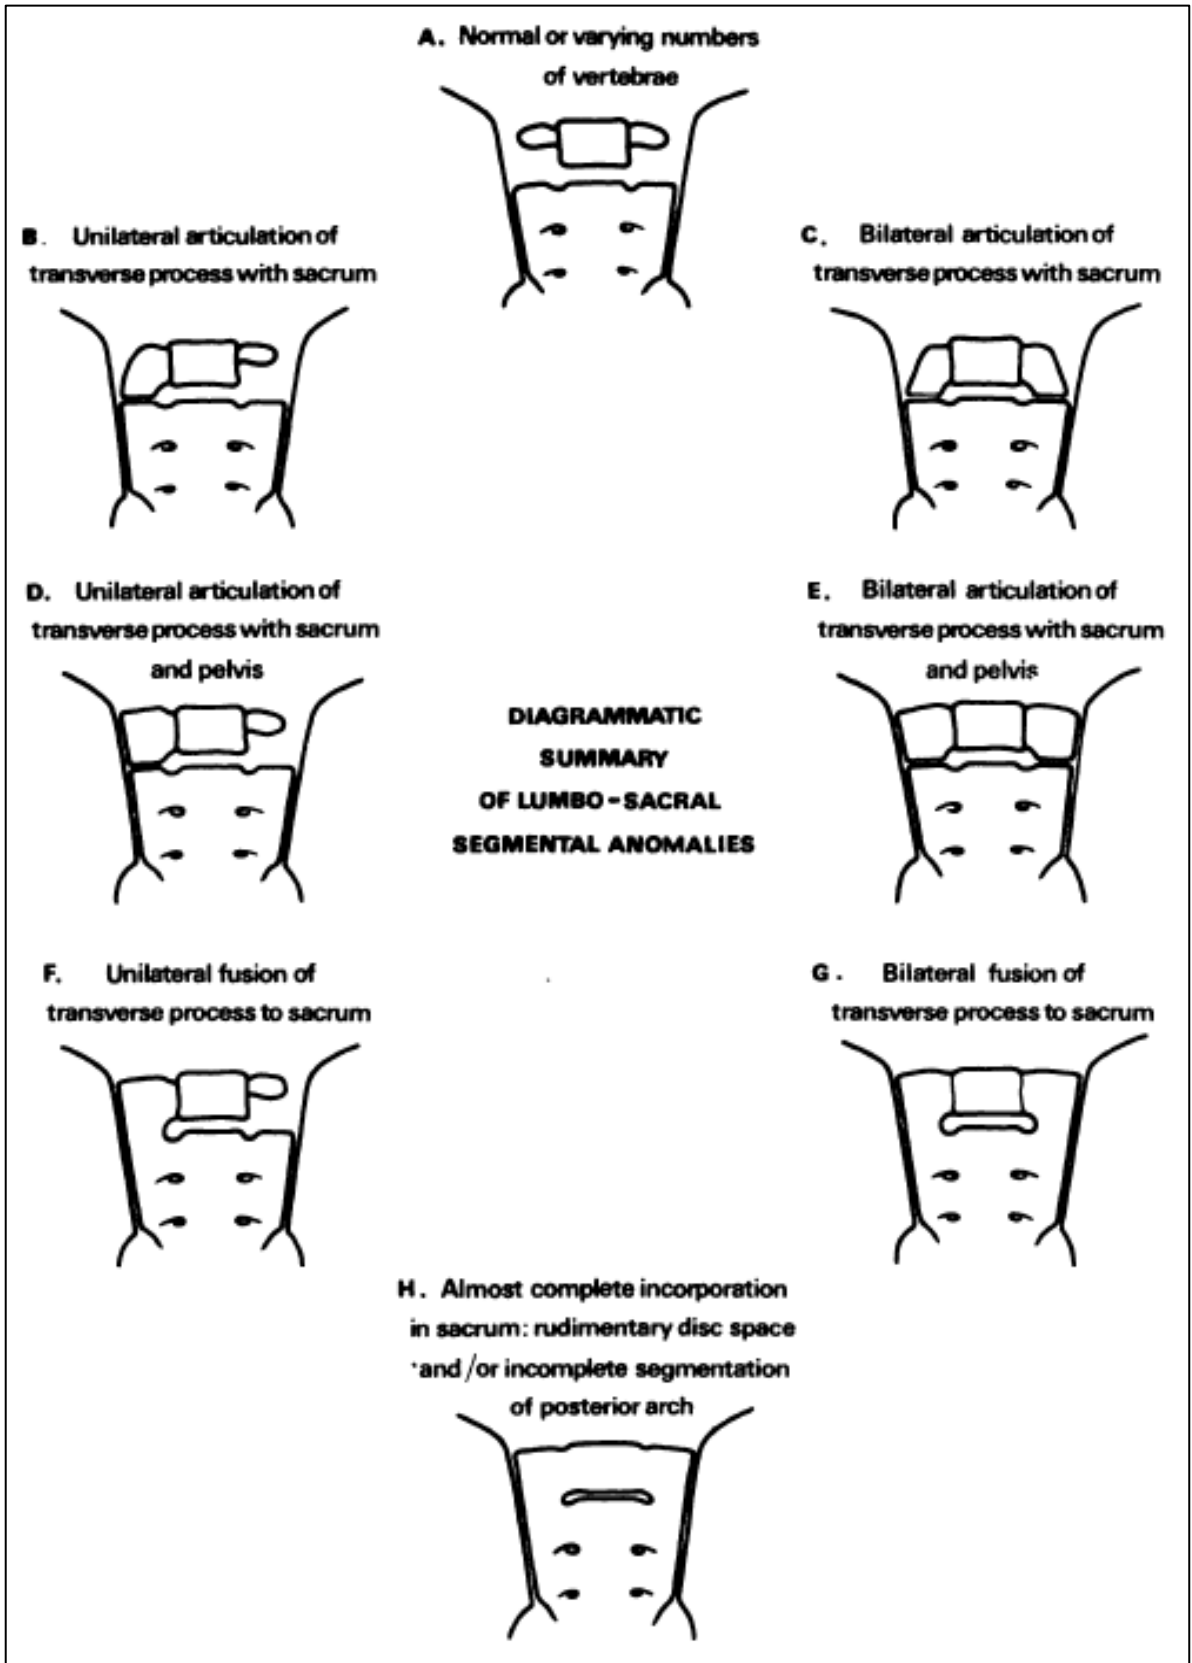 A. Normal or varying numbers
of vertebrae
B. Unilateral articulation of
transverse process with sacrum
C. Bilateral articulation of
transverse process with sacrum
D. Unilateral articulation of
transverse process with sacrum
and pelvis
E. Bilateral articulation of
transverse process with sacrum
and pelvis
DIAGRAMMATIC
SUMMARY
OF LUMBO-SACRAL
SEGMENTAL ANOMALIES
F. Unilateral fusion of
transverse process to sacrum
G. Bilateral fusion of
transverse process to sacrum
H. Almost complete incorporation
in sacrum: rudimentary disc space
and/or incomplete segmentation
of posterior arch